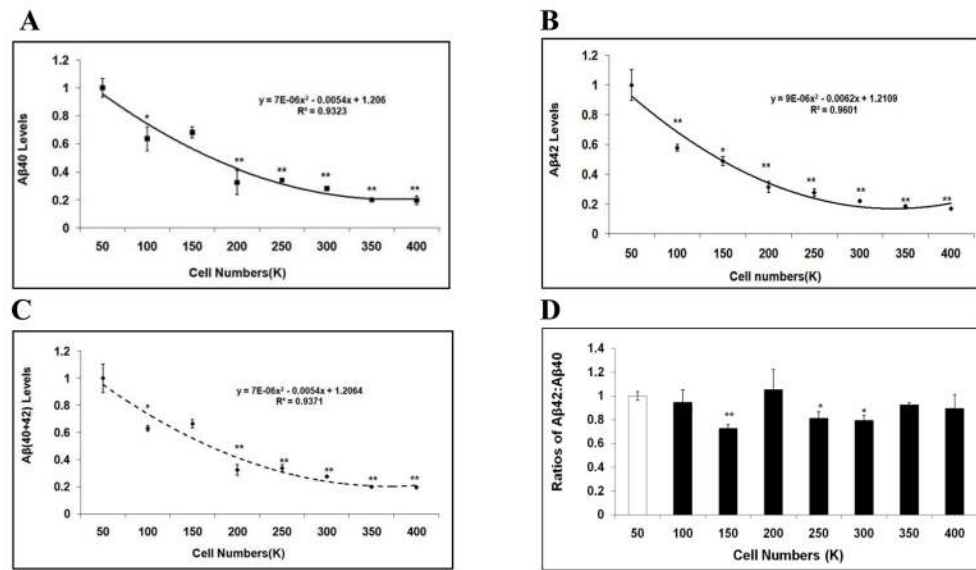 A
1.2
1
0.8
0.6
0.4
0.2
0
Aβ40 Levels
y = 7E-06x² - 0.0054x + 1.206
R² = 0.9323
*
**
**
**
**
**
50 100 150 200 250 300 350 400
Cell Numbers(K)
B
1.2
1
0.8
0.6
0.4
0.2
0
Aβ42 Levels
y = 9E-06x² - 0.0062x + 1.2109
R² = 0.9601
**
*
**
**
**
**
**
50 100 150 200 250 300 350 400
Cell numbers(K)
C
1.2
1
0.8
0.6
0.4
0.2
0
Aβ(40+42) Levels
y = 7E-06x² - 0.0054x + 1.2064
R² = 0.9371
*
**
**
**
**
**
50 100 150 200 250 300 350 400
Cell Numbers(K)
D
1.4
1.2
1
0.8
0.6
0.4
0.2
0
Ratios of Aβ42:Aβ40
**
*
*
50 100 150 200 250 300 350 400
Cell Numbers (K)